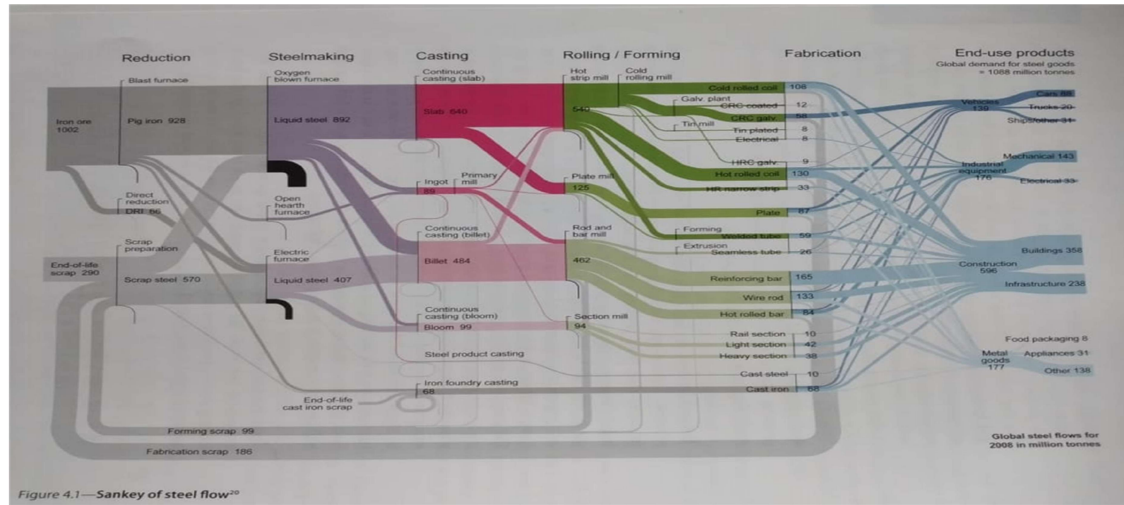 Reduction
Steelmaking
Casting
Rolling / Forming
Fabrication
End-use products
Global demand for steel goods
= 1088 million tonnes
Blast furnace
Iron ore
1002
Pig iron 928
Direct
reduction
DRI 66
Scrap
preparation
End-of-life
scrap 290
Scrap steel 570
Oxygen
blown furnace
Liquid steel 892
Open
hearth
furnace
Electric
furnace
Liquid steel 407
Continuous
casting (slab)
Slab 640
Ingot
Primary
mill
Continuous
casting (billet)
Billet 484
Continuous
casting (bloom)
Bloom 99
Steel product casting
Iron foundry casting
68
End-of-life
cast iron scrap
Hot
strip mill
540
Cold
rolling mill
Galv. plant
Tin mill
Plate mill
125
Rod and
bar mill
462
Forming
Extrusion
Section mill
94
Cold rolled coil 108
CRC coated 12
CRC galv. 58
Tin plated 8
Electrical 8
HRC galv. 9
Hot rolled coil 130
HR narrow strip 33
Plate 87
Welded tube 59
Seamless tube 26
Reinforcing bar 165
Wire rod 133
Hot rolled bar 84
Rail section 10
Light section 42
Heavy section 38
Cast steel 10
Cast iron 68
Vehicles
139
Cars 88
Trucks 20
Ships/other 31
Industrial
equipment
176
Mechanical 143
Electrical 33
Construction
596
Buildings 358
Infrastructure 238
Metal
goods
177
Food packaging 8
Appliances 31
Other 138
Forming scrap 99
Fabrication scrap 186
Global steel flows for
2008 in million tonnes
Figure 4.1—Sankey of steel flow20